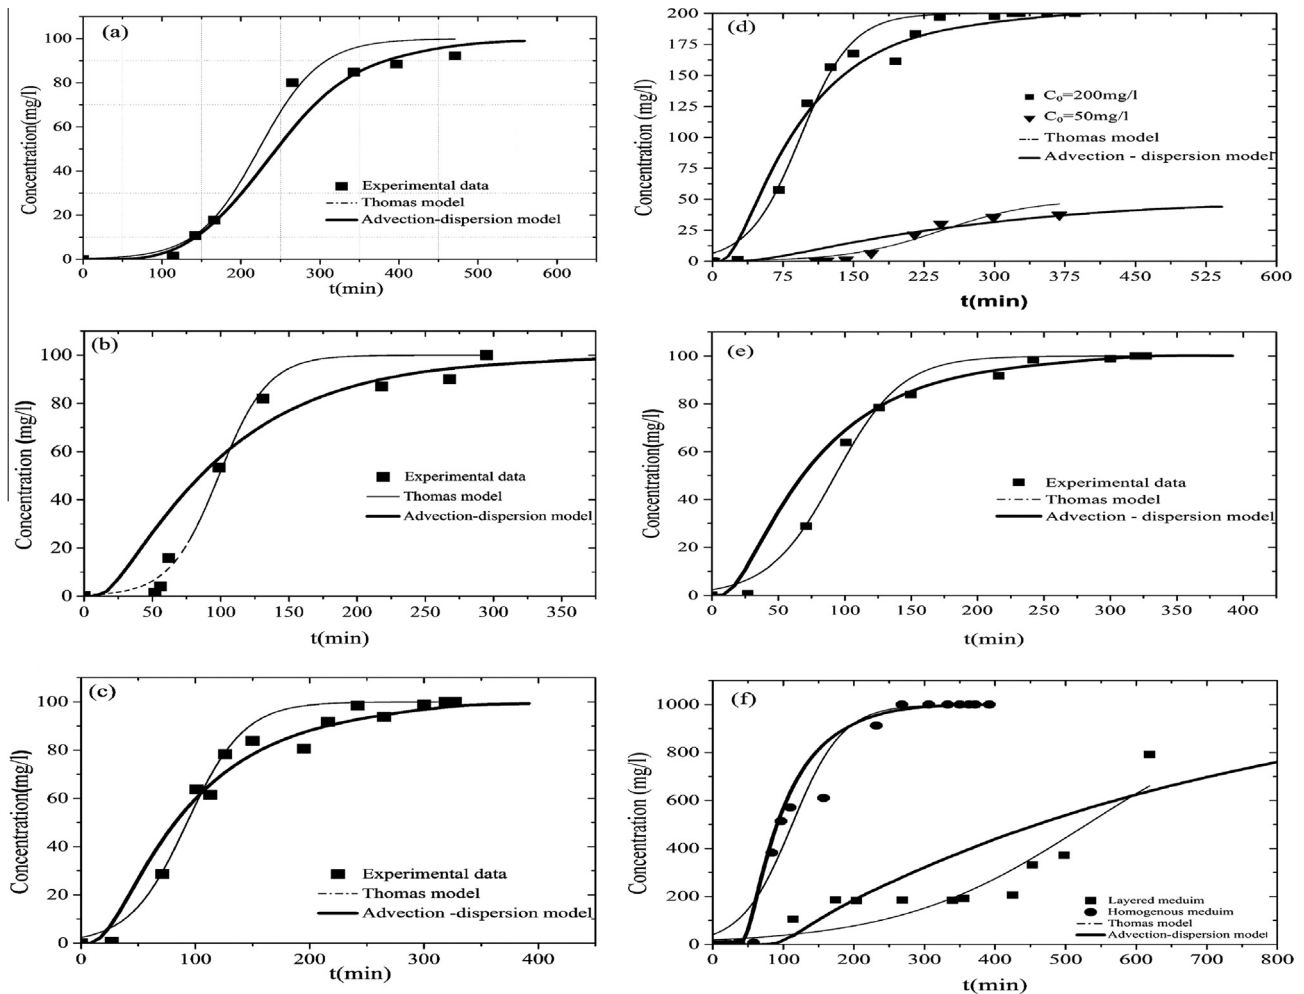 (a)
Concentration(mg/l)
100
80
60
40
20
0
Experimental data
Thomas model
Advection-dispersion model
0 100 200 300 400 500 600
t(min)
(d)
Concentration (mg/l)
200
175
150
125
100
75
50
25
0
C₀=200mg/l
C₀=50mg/l
Thomas model
Advection - dispersion model
0 75 150 225 300 375 450 525 600
t(min)
(b)
Concentration (mg/l)
100
80
60
40
20
0
Experimental data
Thomas model
Advection-dispersion model
0 50 100 150 200 250 300 350
t(min)
(e)
Concentration(mg/l)
100
80
60
40
20
0
Experimental data
Thomas model
Advection - dispersion model
0 50 100 150 200 250 300 350 400
t(min)
(c)
Concentration(mg/l)
100
80
60
40
20
0
Experimental data
Thomas model
Advection -dispersion model
0 100 200 300 400
t(min)
(f)
Concentration (mg/l)
1000
800
600
400
200
0
Layered meduim
Homogenous meduim
Thomas model
Advection-dispersion model
0 100 200 300 400 500 600 700 800
t(min)